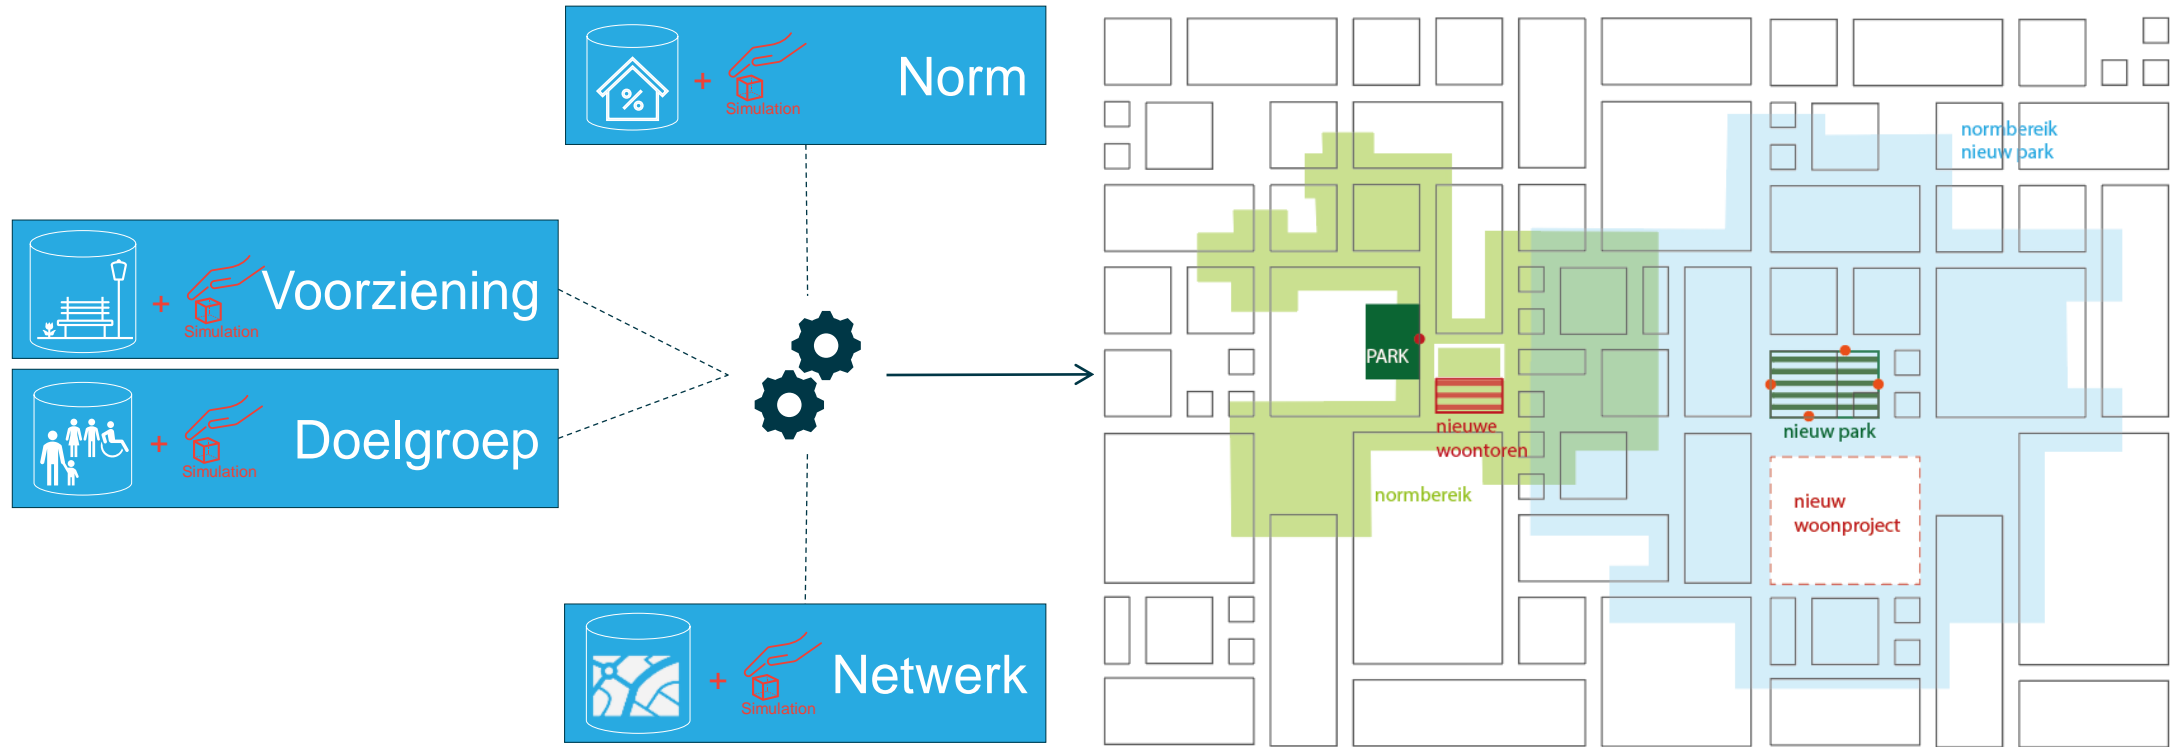 %
Simulation
Norm
Simulation
Voorziening
Simulation
Doelgroep
Simulation
Netwerk
normbereik
nieuw park
PARK
nieuwe
woontoren
normbereik
nieuw park
nieuw
woonproject